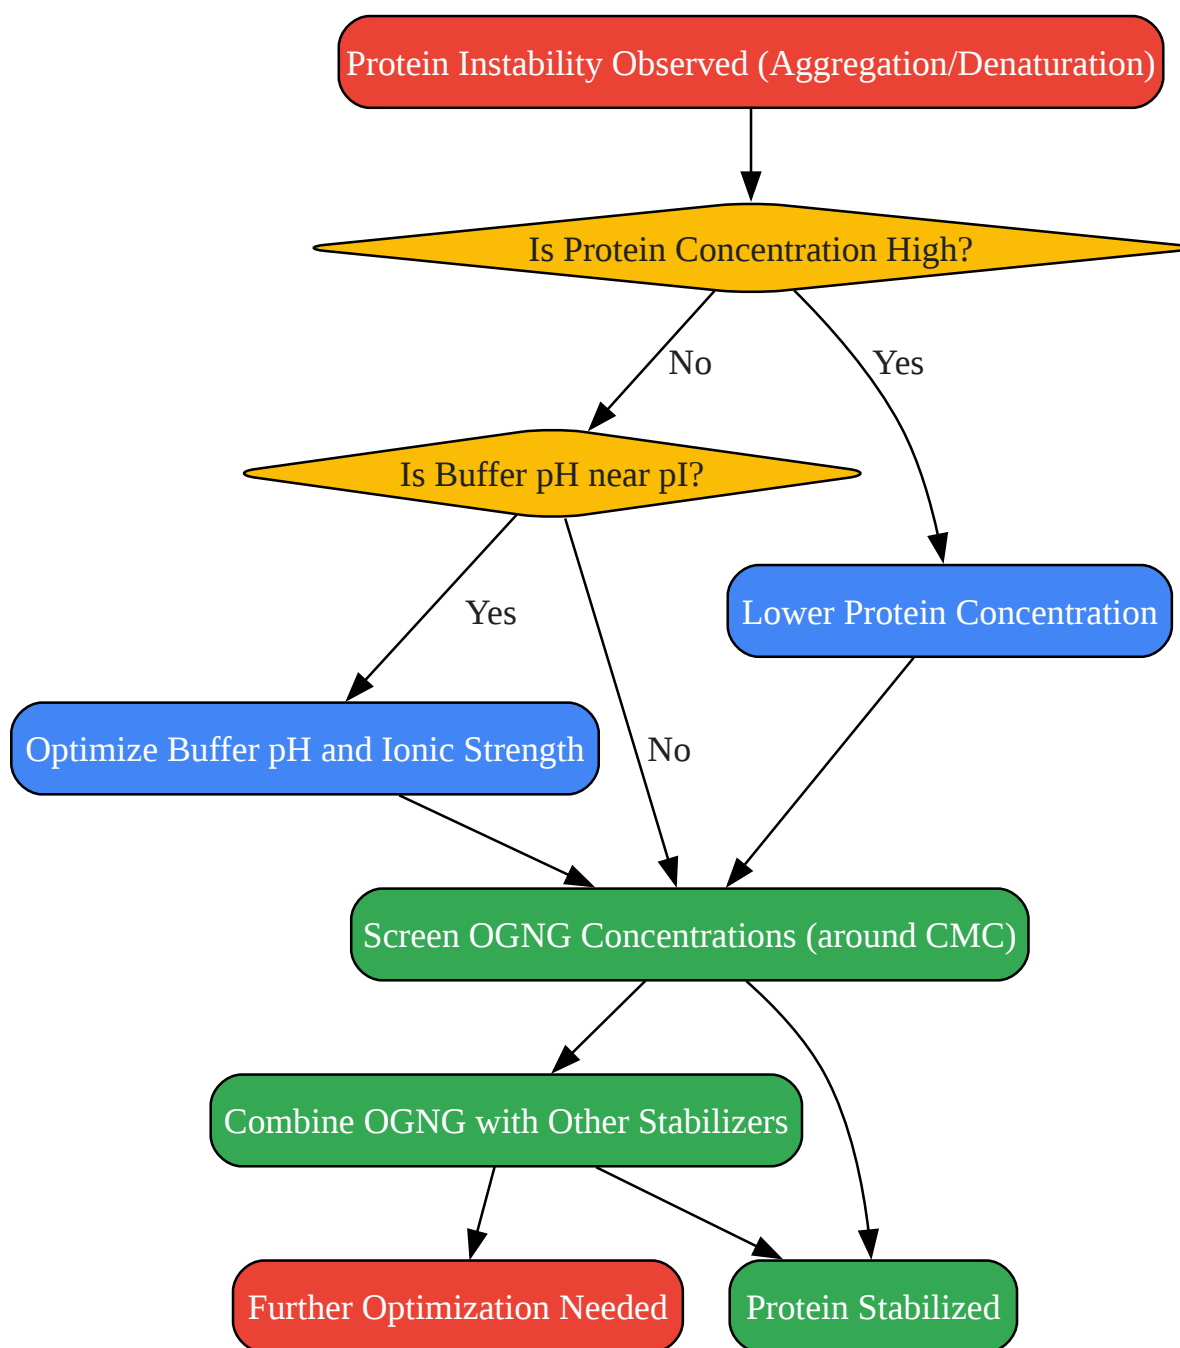 Protein Instability Observed (Aggregation/Denaturation)
Is Protein Concentration High?
No
Yes
Is Buffer pH near pI?
Yes
Lower Protein Concentration
Optimize Buffer pH and Ionic Strength
No
Screen OGNG Concentrations (around CMC)
Combine OGNG with Other Stabilizers
Further Optimization Needed
Protein Stabilized